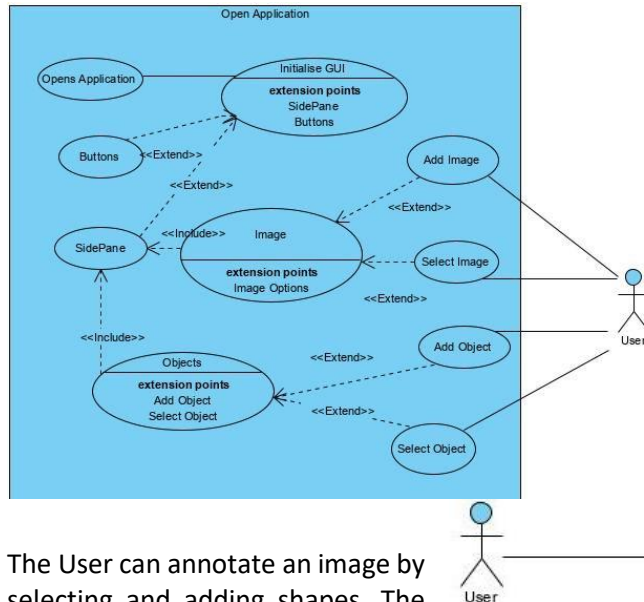 Open Application
Initialise GUI
Opens Application
extension points
SidePane
Buttons
Buttons
<<Extend>>
Add Image
<<Extend>>
<<Extend>>
<<Include>>
Image
SidePane
Select Image
extension points
Image Options
<<Extend>>
User
<<Include>>
Add Object
<<Extend>>
Objects
extension points
Add Object
Select Object
<<Extend>>
Select Object
The User can annotate an image by
selecting and adding shapes. The
User